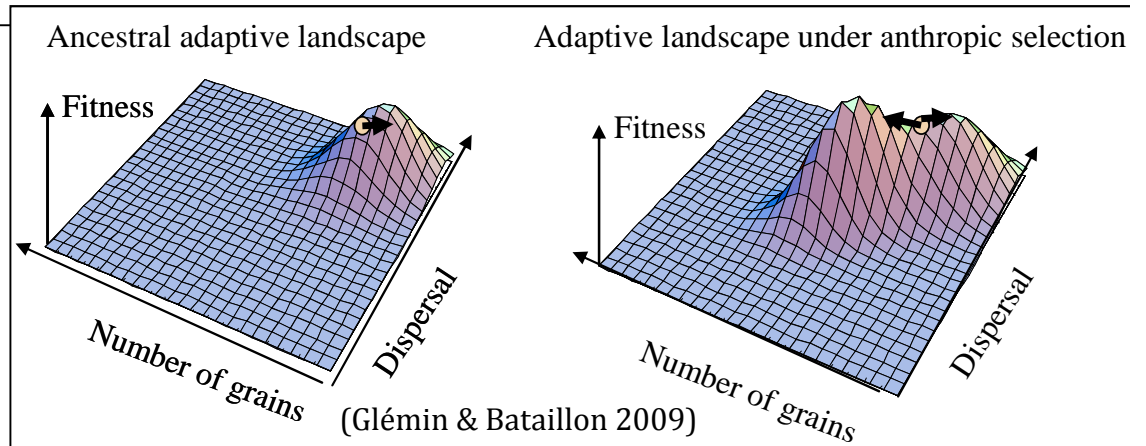 Ancestral adaptive landscape
Adaptive landscape under anthropic selection
Fitness
Fitness
Number of grains
Dispersal
Number of grains
Dispersal
(Glémin & Bataillon 2009)